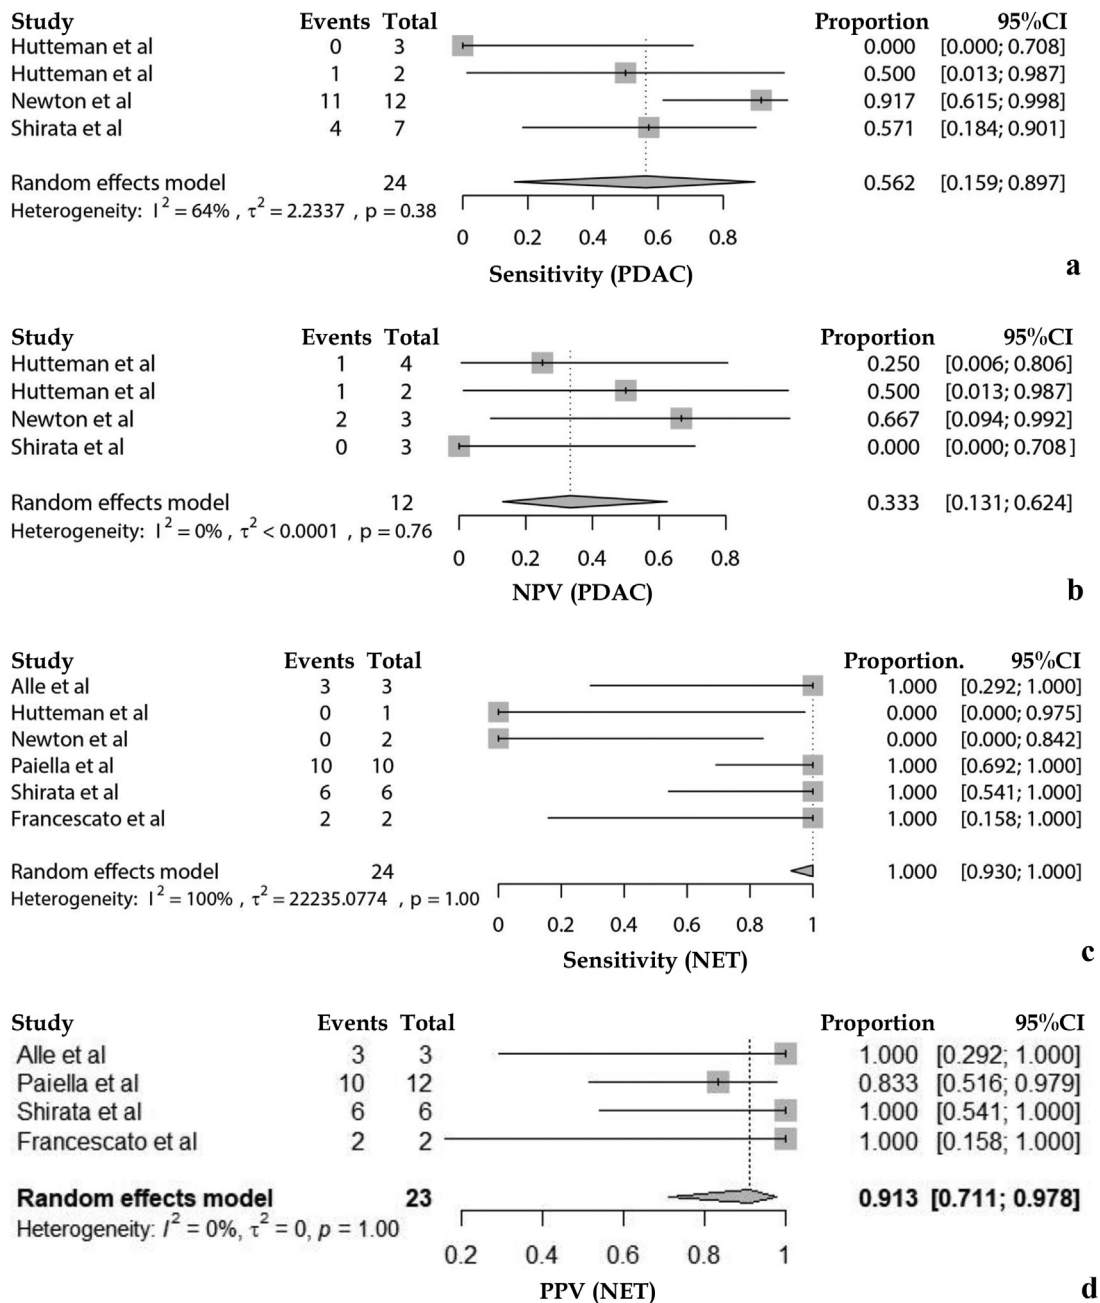 Study Events Total Proportion 95%CI
Hutteman et al 0 3 0.000 [0.000; 0.708]
Hutteman et al 1 2 0.500 [0.013; 0.987]
Newton et al 11 12 0.917 [0.615; 0.998]
Shirata et al 4 7 0.571 [0.184; 0.901]
Random effects model 24 0.562 [0.159; 0.897]
Heterogeneity: I² = 64% , τ² = 2.2337 , p = 0.38
0 0.2 0.4 0.6 0.8
Sensitivity (PDAC)
a
Study Events Total Proportion 95%CI
Hutteman et al 1 4 0.250 [0.006; 0.806]
Hutteman et al 1 2 0.500 [0.013; 0.987]
Newton et al 2 3 0.667 [0.094; 0.992]
Shirata et al 0 3 0.000 [0.000; 0.708 ]
Random effects model 12 0.333 [0.131; 0.624]
Heterogeneity: I² = 0% , τ² < 0.0001 , p = 0.76
0 0.2 0.4 0.6 0.8
NPV (PDAC)
b
Study Events Total Proportion. 95%CI
Alle et al 3 3 1.000 [0.292; 1.000]
Hutteman et al 0 1 0.000 [0.000; 0.975]
Newton et al 0 2 0.000 [0.000; 0.842]
Paiella et al 10 10 1.000 [0.692; 1.000]
Shirata et al 6 6 1.000 [0.541; 1.000]
Francescato et al 2 2 1.000 [0.158; 1.000]
Random effects model 24 1.000 [0.930; 1.000]
Heterogeneity: I² = 100% , τ² = 22235.0774 , p = 1.00
0 0.2 0.4 0.6 0.8 1
Sensitivity (NET)
c
Study Events Total Proportion 95%CI
Alle et al 3 3 1.000 [0.292; 1.000]
Paiella et al 10 12 0.833 [0.516; 0.979]
Shirata et al 6 6 1.000 [0.541; 1.000]
Francescato et al 2 2 1.000 [0.158; 1.000]
Random effects model 23 0.913 [0.711; 0.978]
Heterogeneity: I² = 0%, τ² = 0, p = 1.00
0.2 0.4 0.6 0.8 1
PPV (NET)
d